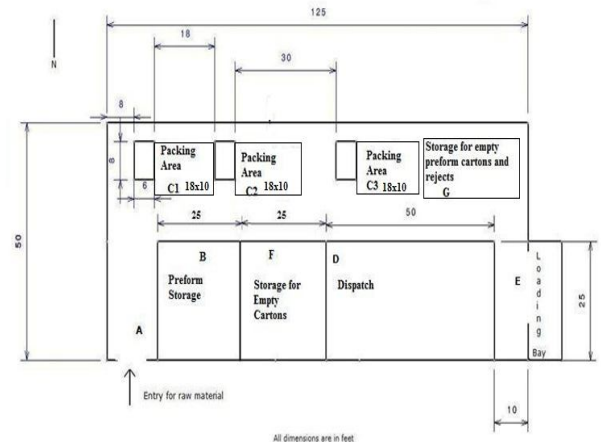 125
18
30
N
8
8
6
Packing
Area
C1 18x10
Packing
Area
C2 18x10
Packing
Area
C3 18x10
Storage for empty
preform cartons and
rejects
G
25
25
50
50
B
Preform
Storage
F
Storage for
Empty
Cartons
D
Dispatch
E
Loading
Bay
25
A
10
Entry for raw material
All dimensions are in feet